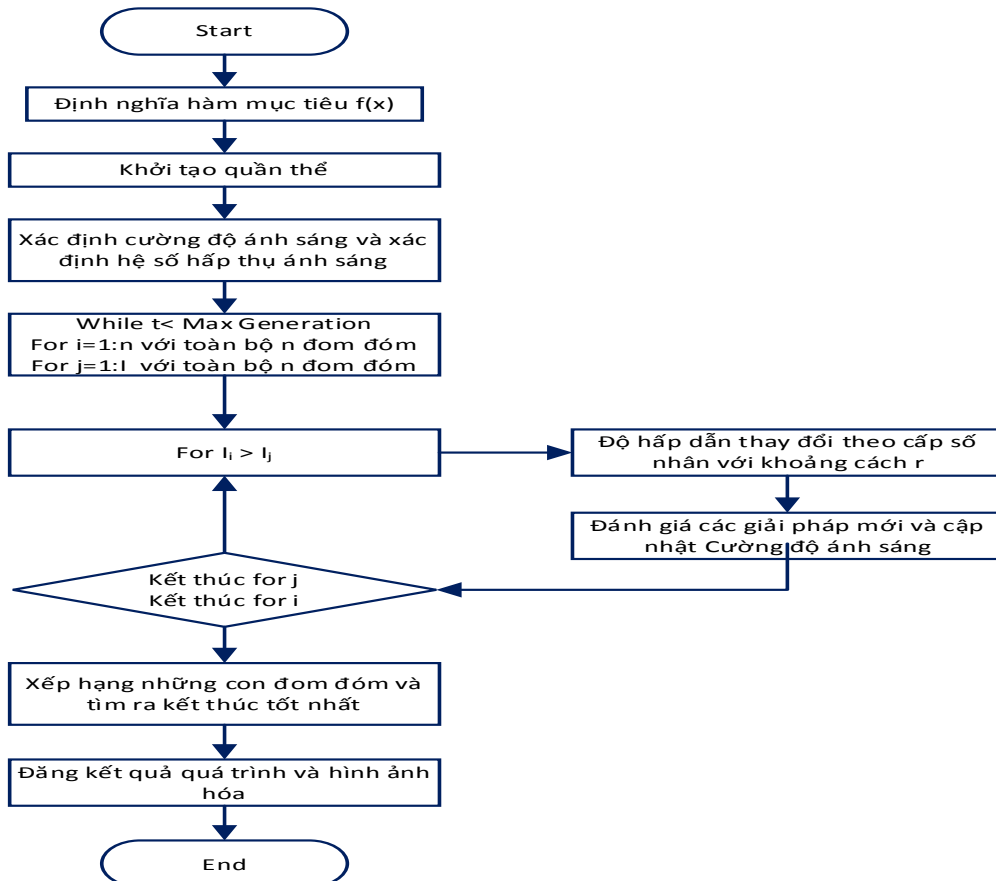 Start
Định nghĩa hàm mục tiêu f(x)
Khởi tạo quần thể
Xác định cường độ ánh sáng và xác
định hệ số hấp thụ ánh sáng
While t< Max Generation
For i=1:n với toàn bộ n đom đóm
For j=1:I với toàn bộ n đom đóm
For Iᵢ > Iⱼ
Độ hấp dẫn thay đổi theo cấp số
nhân với khoảng cách r
Đánh giá các giải pháp mới và cập
nhật Cường độ ánh sáng
Kết thúc for j
Kết thúc for i
Xếp hạng những con đom đóm và
tìm ra kết thúc tốt nhất
Đăng kết quả quá trình và hình ảnh
hóa
End